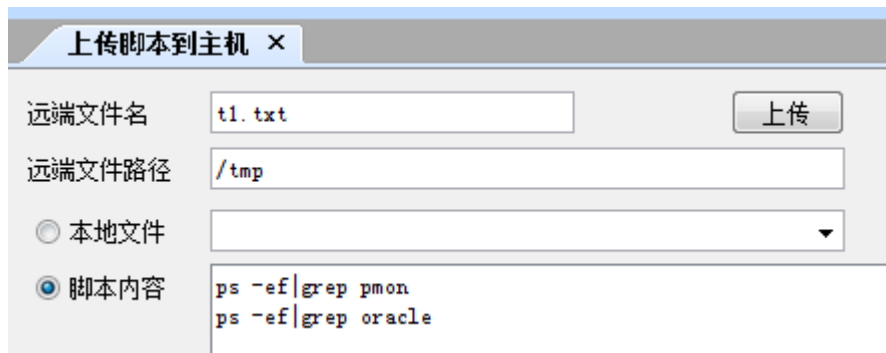 上传脚本到主机 ×
远端文件名 t1.txt 上传
远端文件路径 /tmp
本地文件
脚本内容 ps -ef|grep pmon
ps -ef|grep oracle